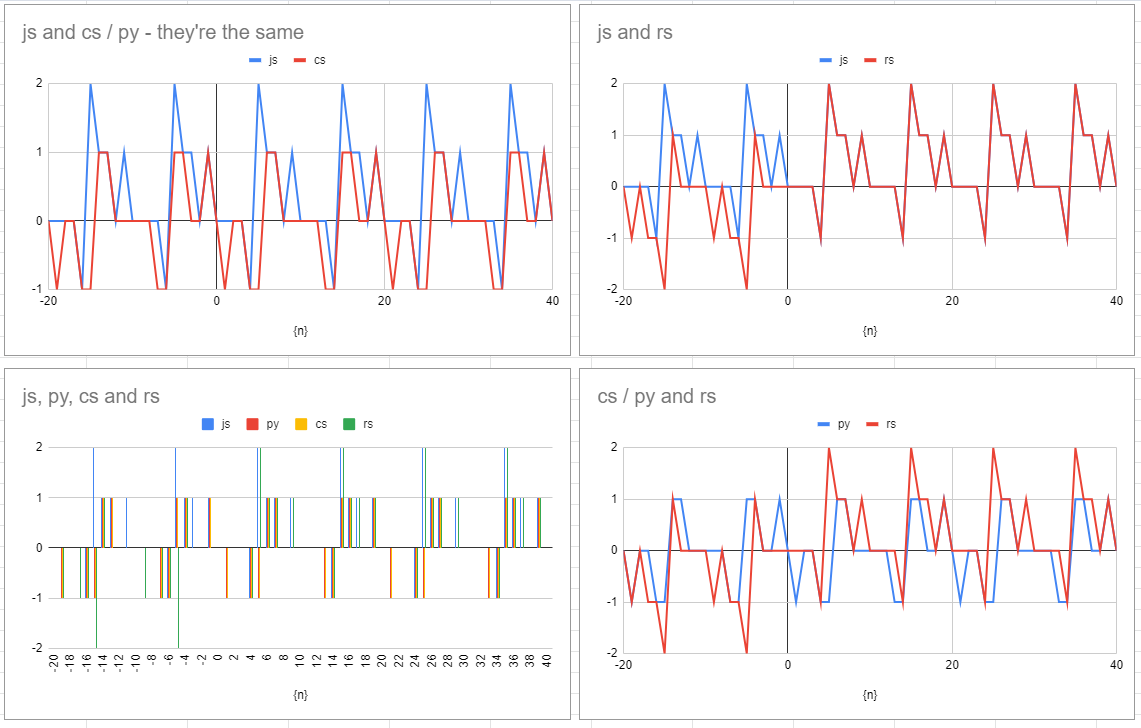 js and cs / py - they're the same
js cs
2
1
0
-1
-20 0 20 40
{n}
js and rs
js rs
2
1
0
-1
-2
-20 0 20 40
{n}
js, py, cs and rs
js py cs rs
2
1
0
-1
-2
-20 -18 -16 -14 -12 -10 -8 -6 -4 -2 0 2 4 6 8 10 12 14 16 18 20 22 24 26 28 30 32 34 36 38 40
{n}
cs / py and rs
py rs
2
1
0
-1
-2
-20 0 20 40
{n}